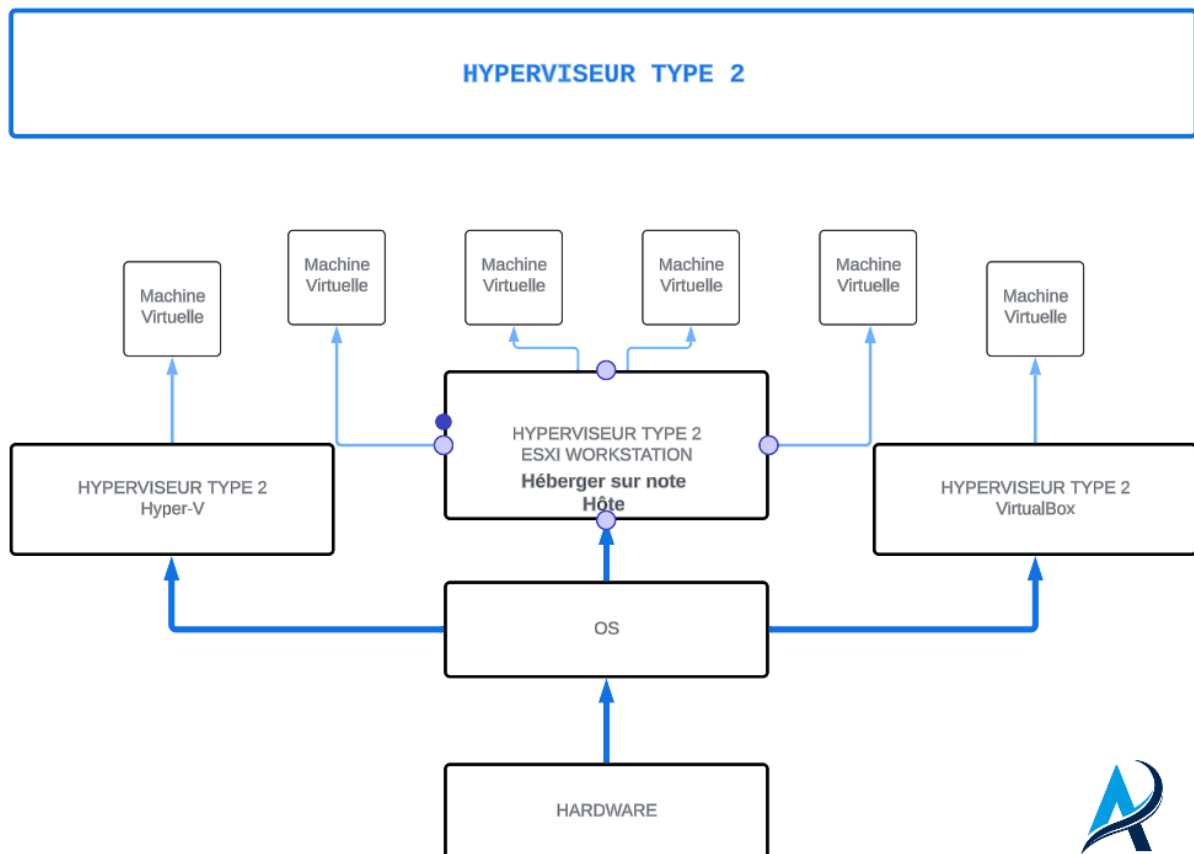 HYPERVISEUR TYPE 2
Machine
Virtuelle
Machine
Virtuelle
Machine
Virtuelle
Machine
Virtuelle
Machine
Virtuelle
Machine
Virtuelle
HYPERVISEUR TYPE 2
Hyper-V
HYPERVISEUR TYPE 2
ESXI WORKSTATION
Héberger sur note
Hôte
HYPERVISEUR TYPE 2
VirtualBox
OS
HARDWARE